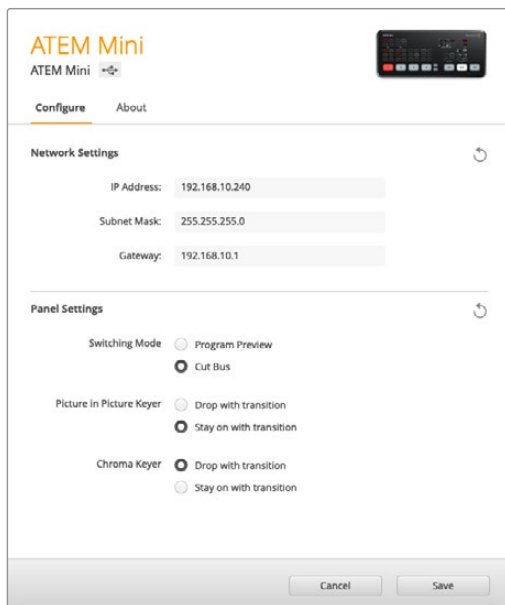 ATEM Mini
ATEM Mini
Configure About
Network Settings
IP Address: 192.168.10.240
Subnet Mask: 255.255.255.0
Gateway: 192.168.10.1
Panel Settings
Switching Mode Program Preview
Cut Bus
Picture in Picture Keyer Drop with transition
Stay on with transition
Chroma Keyer Drop with transition
Stay on with transition
Cancel Save